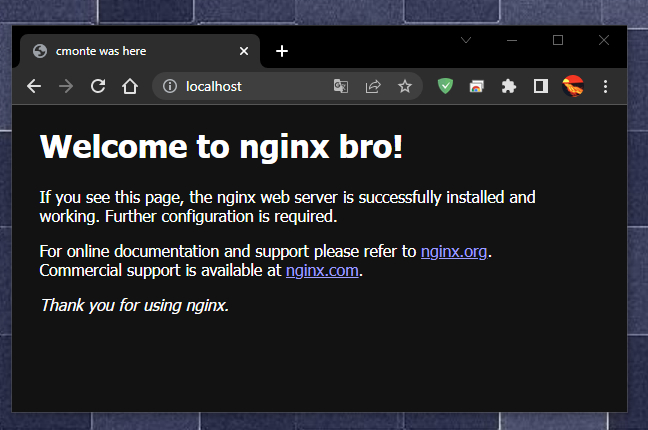 cmonte was here
localhost
Welcome to nginx bro!
If you see this page, the nginx web server is successfully installed and
working. Further configuration is required.
For online documentation and support please refer to nginx.org.
Commercial support is available at nginx.com.
Thank you for using nginx.